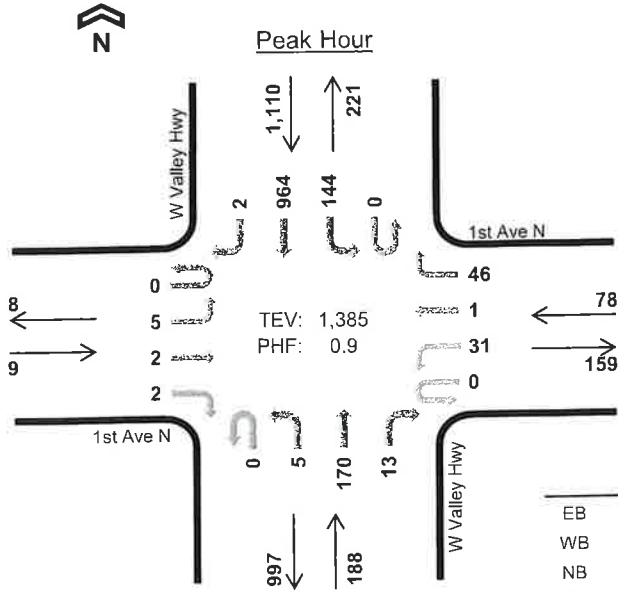 N
Peak Hour
W Valley Hwy
1,110
221
2
964
144
0
1st Ave N
0
46
8
5
TEV: 1,385
1
78
9
2
PHF: 0.9
31
159
2
0
1st Ave N
0
5
170
13
W Valley Hwy
997
188
EB
WB
NB